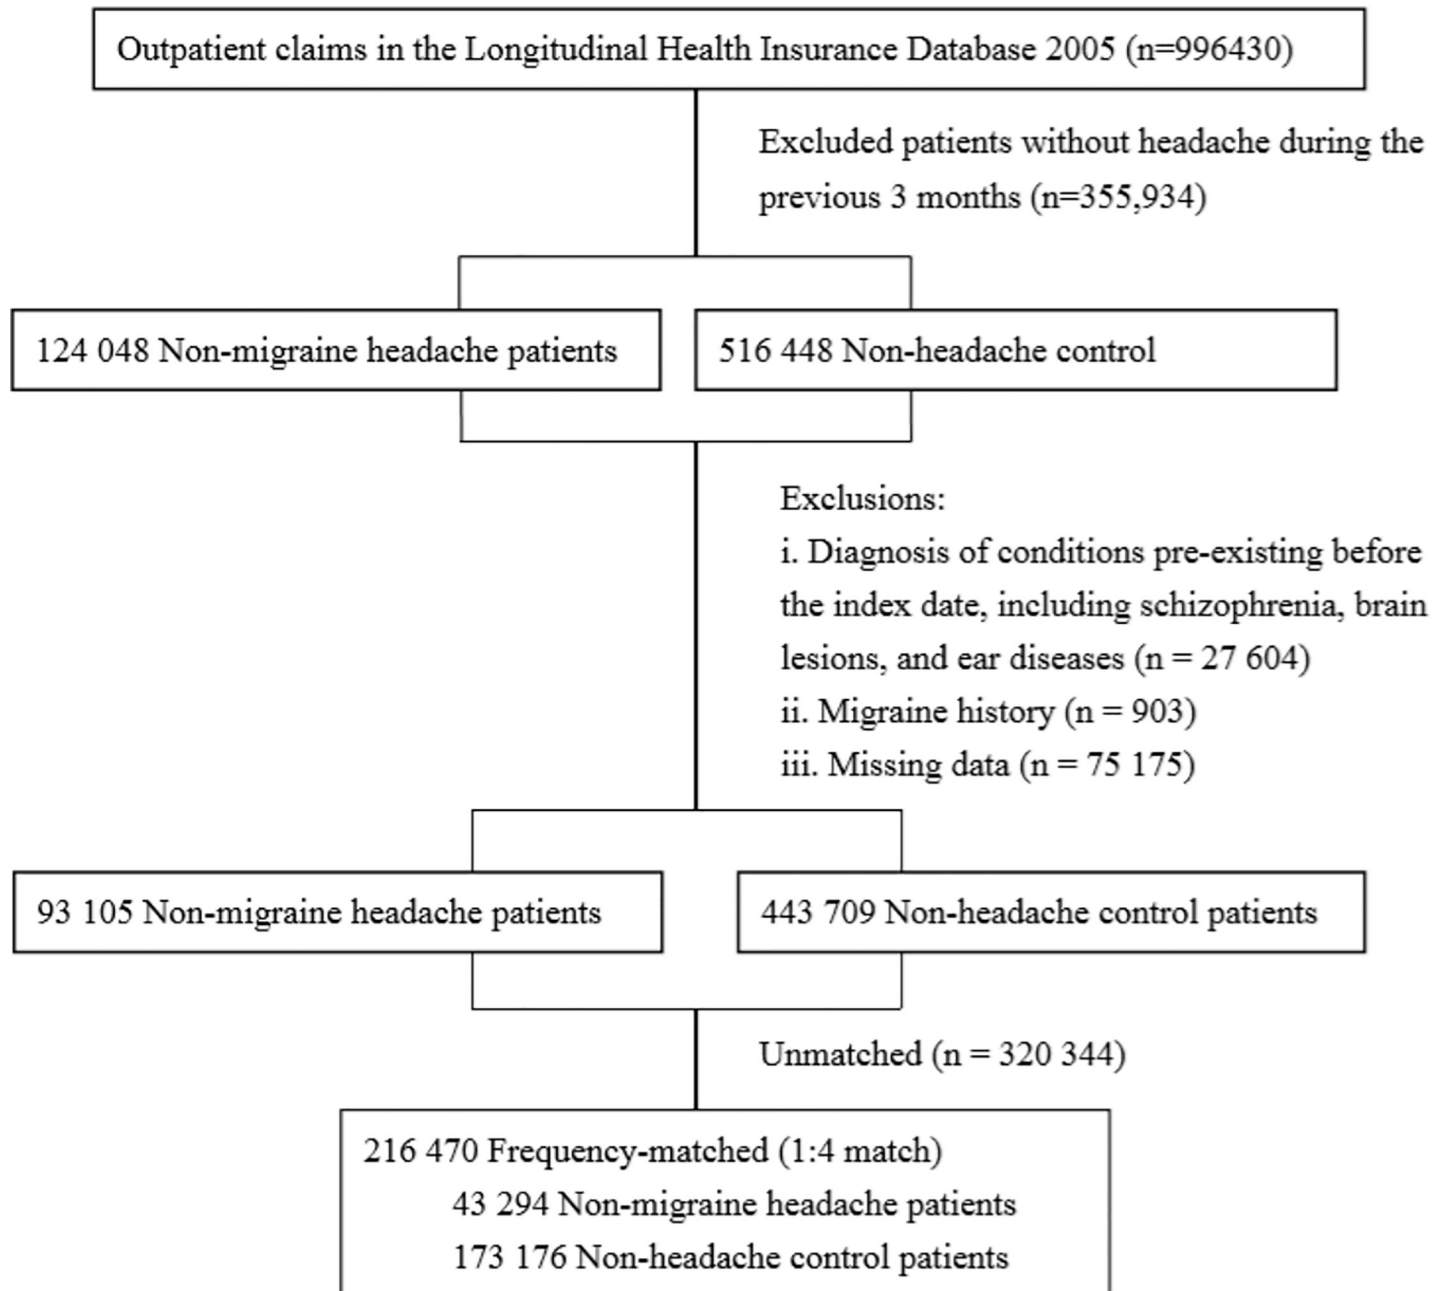 Outpatient claims in the Longitudinal Health Insurance Database 2005 (n=996430)
Excluded patients without headache during the
previous 3 months (n=355,934)
124 048 Non-migraine headache patients
516 448 Non-headache control
Exclusions:
i. Diagnosis of conditions pre-existing before
the index date, including schizophrenia, brain
lesions, and ear diseases (n = 27 604)
ii. Migraine history (n = 903)
iii. Missing data (n = 75 175)
93 105 Non-migraine headache patients
443 709 Non-headache control patients
Unmatched (n = 320 344)
216 470 Frequency-matched (1:4 match)
43 294 Non-migraine headache patients
173 176 Non-headache control patients